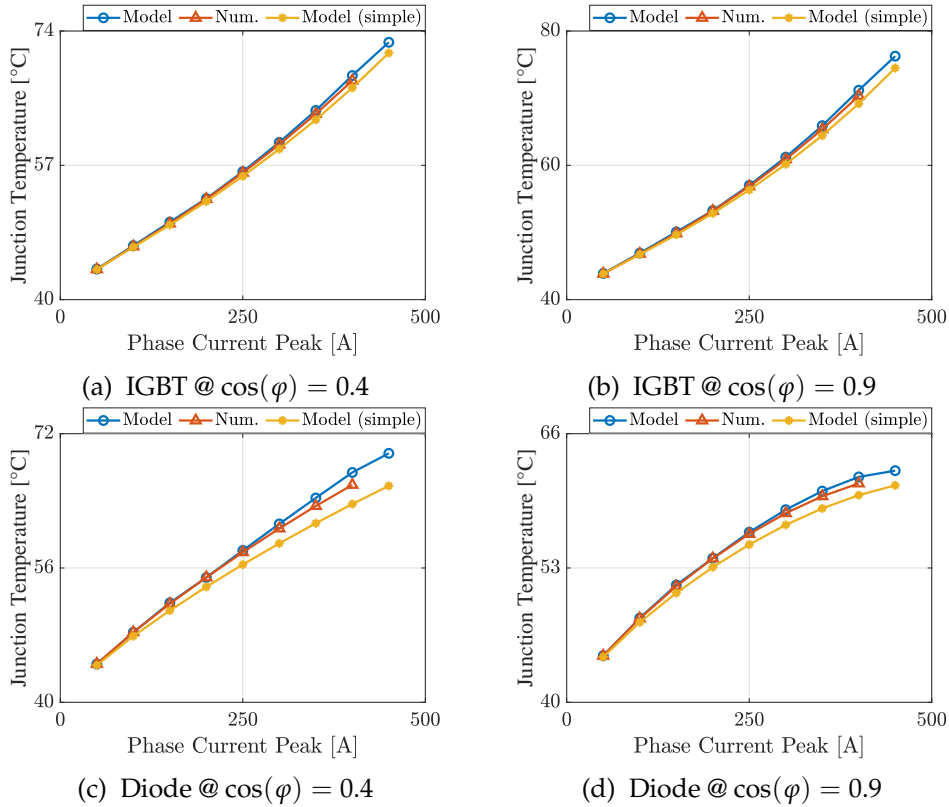 Model Num. Model (simple)
74
57
40
Junction Temperature [°C]
0 250 500
Phase Current Peak [A]
(a) IGBT @ cos(φ) = 0.4
Model Num. Model (simple)
80
60
40
Junction Temperature [°C]
0 250 500
Phase Current Peak [A]
(b) IGBT @ cos(φ) = 0.9
Model Num. Model (simple)
72
56
40
Junction Temperature [°C]
0 250 500
Phase Current Peak [A]
(c) Diode @ cos(φ) = 0.4
Model Num. Model (simple)
66
53
40
Junction Temperature [°C]
0 250 500
Phase Current Peak [A]
(d) Diode @ cos(φ) = 0.9